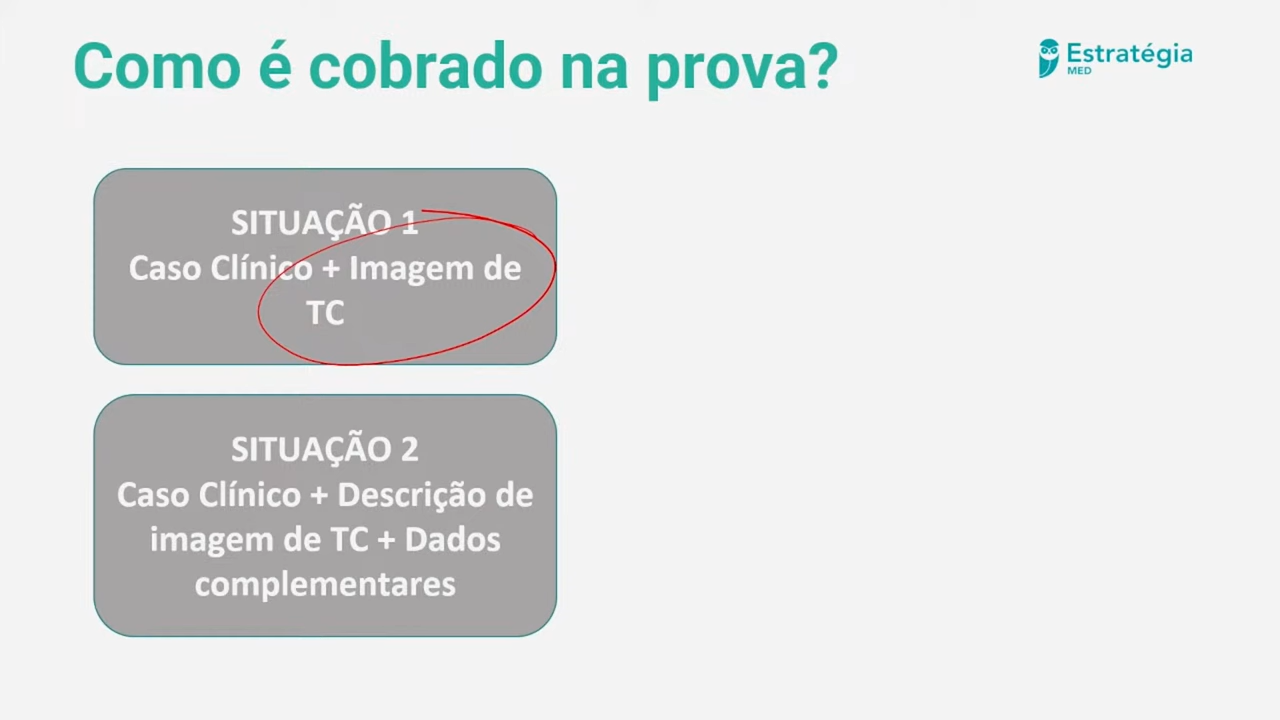 Como é cobrado na prova?
Estratégia
MED
SITUAÇÃO 1
Caso Clínico + Imagem de
TC
SITUAÇÃO 2
Caso Clínico + Descrição de
imagem de TC + Dados
complementares